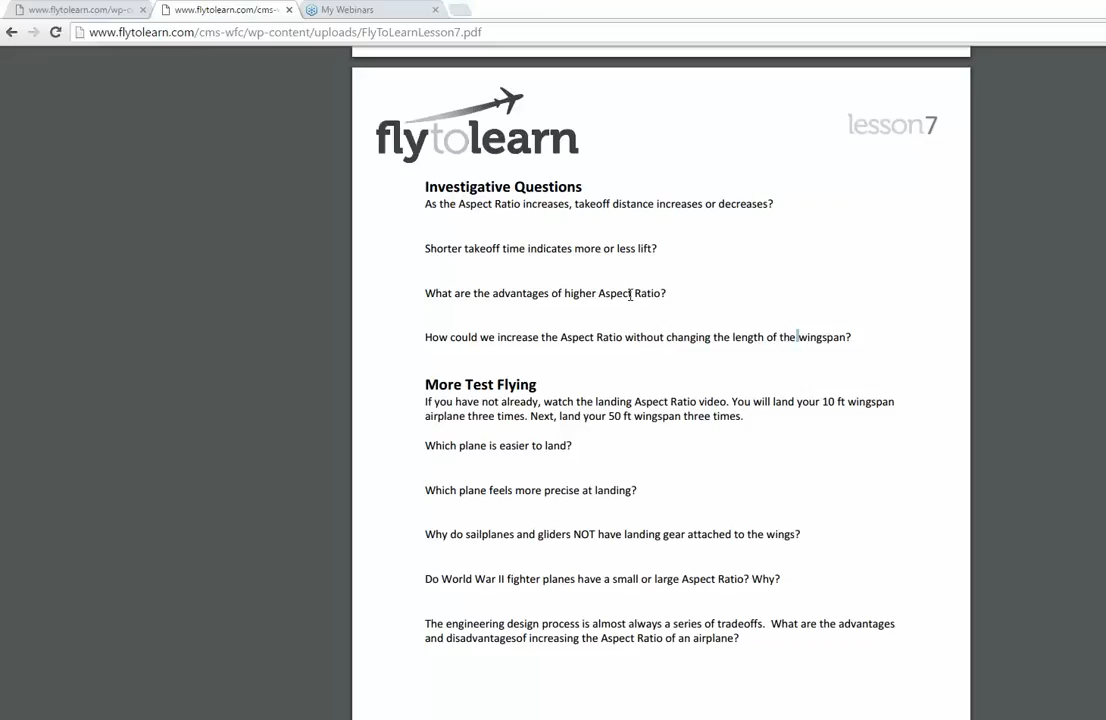 www.flytolearn.com/wp-c
www.flytolearn.com/cms-
My Webinars
www.flytolearn.com/cms-wfc/wp-content/uploads/FlyToLearnLesson7.pdf
flytolearn
lesson7
Investigative Questions
As the Aspect Ratio increases, takeoff distance increases or decreases?
Shorter takeoff time indicates more or less lift?
What are the advantages of higher Aspect Ratio?
How could we increase the Aspect Ratio without changing the length of the wingspan?
More Test Flying
If you have not already, watch the landing Aspect Ratio video. You will land your 10 ft wingspan
airplane three times. Next, land your 50 ft wingspan three times.
Which plane is easier to land?
Which plane feels more precise at landing?
Why do sailplanes and gliders NOT have landing gear attached to the wings?
Do World War II fighter planes have a small or large Aspect Ratio? Why?
The engineering design process is almost always a series of tradeoffs. What are the advantages
and disadvantagesof increasing the Aspect Ratio of an airplane?